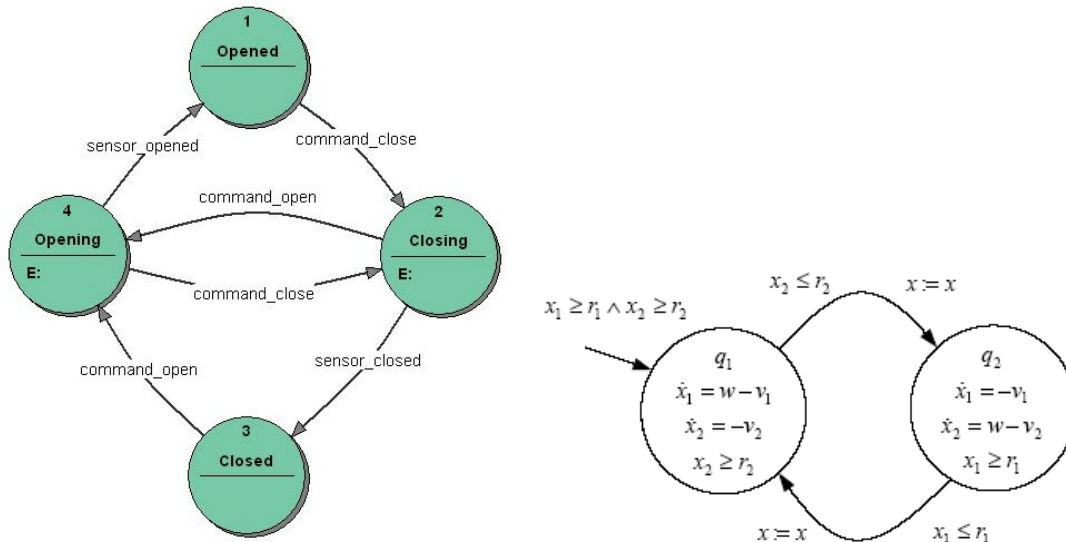 1
Opened
sensor_opened
command_close
command_open
4
Opening
E:
2
Closing
E:
command_close
command_open
sensor_closed
3
Closed
x₁ ≥ r₁ ∧ x₂ ≥ r₂
x₂ ≤ r₂
x := x
q₁
ẋ₁ = w − v₁
ẋ₂ = −v₂
x₂ ≥ r₂
q₂
ẋ₁ = −v₁
ẋ₂ = w − v₂
x₁ ≥ r₁
x := x
x₁ ≤ r₁